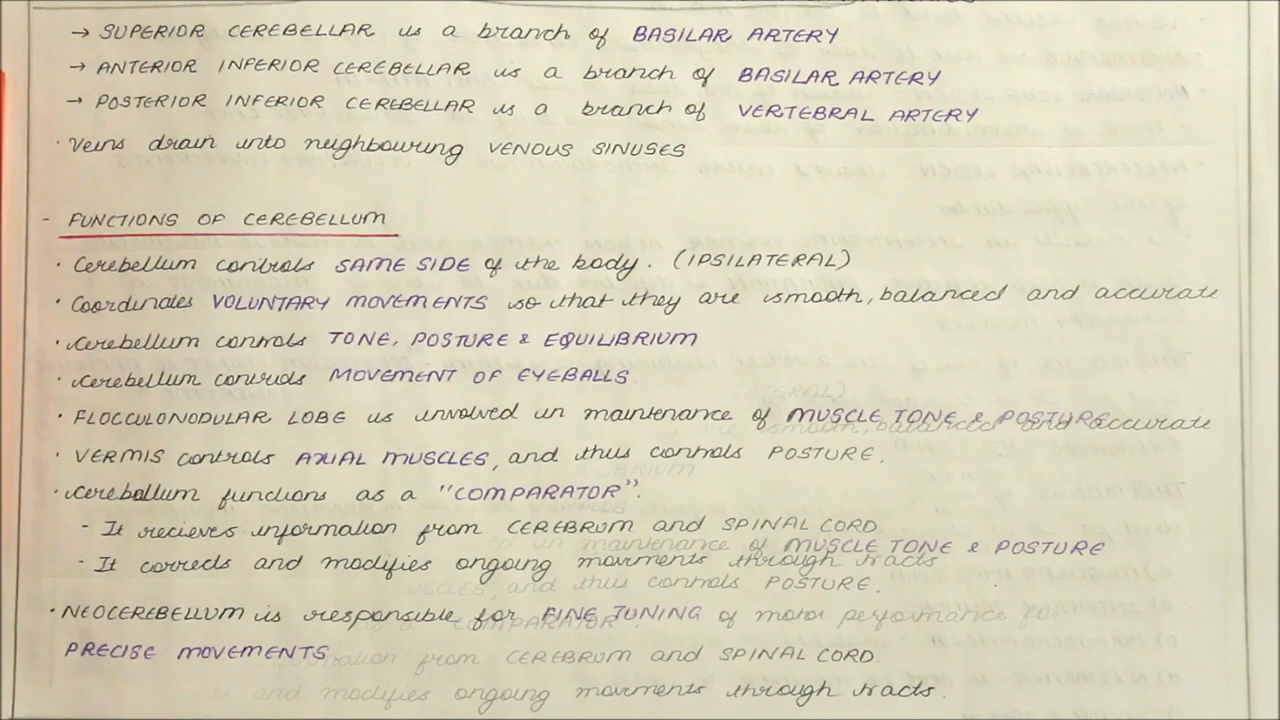 → SUPERIOR CEREBELLAR is a branch of BASILAR ARTERY
→ ANTERIOR INFERIOR CEREBELLAR is a branch of BASILAR ARTERY
→ POSTERIOR INFERIOR CEREBELLAR is a branch of VERTEBRAL ARTERY
· Veins drain into neighbouring VENOUS SINUSES
- FUNCTIONS OF CEREBELLUM
· Cerebellum controls SAME SIDE of the body. (IPSILATERAL)
· Coordinates VOLUNTARY MOVEMENTS so that they are smooth, balanced and accurate
· Cerebellum controls TONE, POSTURE & EQUILIBRIUM
· Cerebellum controls MOVEMENT OF EYEBALLS
· FLOCCULONODULAR LOBE is involved in maintenance of MUSCLE TONE & POSTURE
· VERMIS controls AXIAL MUSCLES, and thus controls POSTURE.
· Cerebellum functions as a "COMPARATOR".
- It recieves information from CEREBRUM and SPINAL CORD.
- It corrects and modifies ongoing movments through tracts
· NEOCEREBELLUM is responsible for FINE TUNING of motor performance for
PRECISE MOVEMENTS